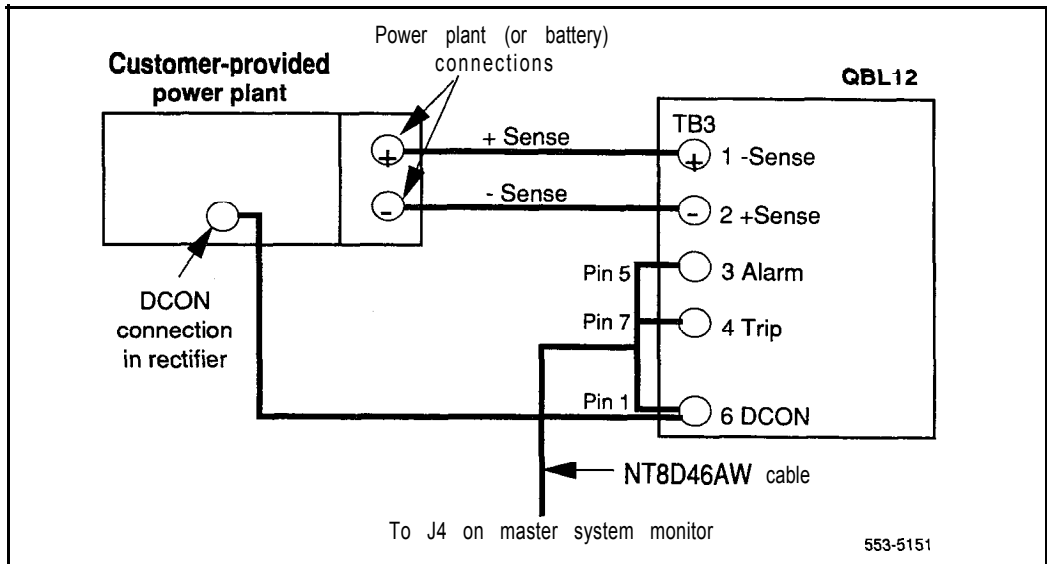 Power plant (or battery)
connections
Customer-provided
power plant
QBL12
TB3
+
+ Sense
+
1 -Sense
-
- Sense
-
2 +Sense
Pin 5
3 Alarm
DCON
connection
in rectifier
Pin 7
4 Trip
Pin 1
6 DCON
NT8D46AW cable
To J4 on master system monitor
553-5151